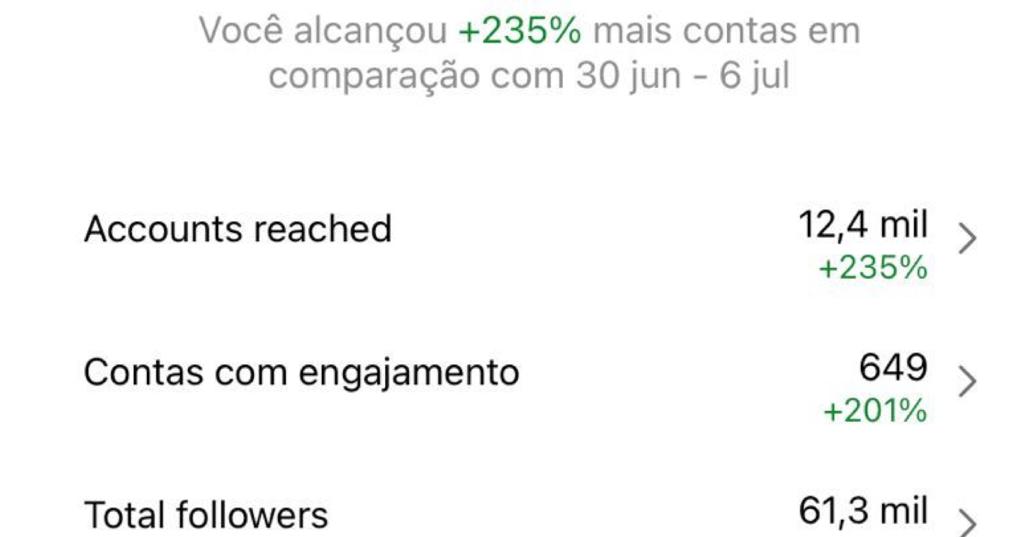 Você alcançou +235% mais contas em
comparação com 30 jun - 6 jul
Accounts reached
12,4 mil
+235%
Contas com engajamento
649
+201%
Total followers
61,3 mil